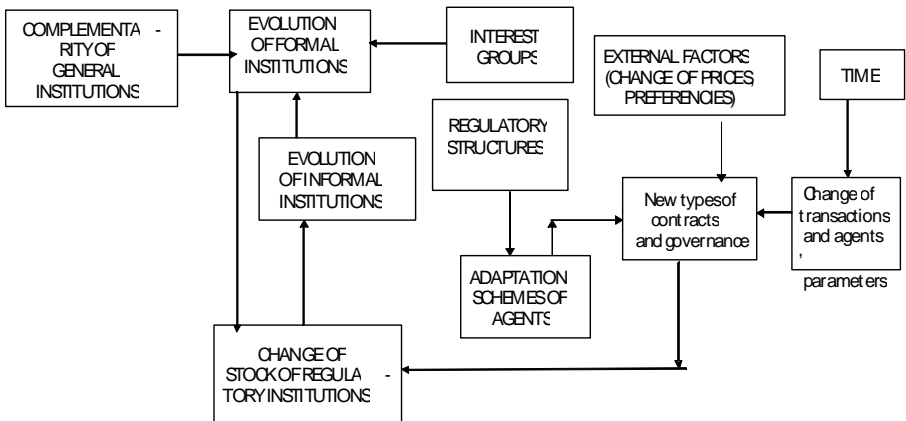 COMPLEMENTA -
RITY OF
GENERAL
INSTITUTIONS
EVOLUTION
OF FORMAL
INSTITUTIONS
INTEREST
GROUPS
EXTERNAL FACTORS
(CHANGE OF PRICES,
PREFERENCIES)
TIME
REGULATORY
STRUCTURES
EVOLUTION
OF INFORMAL
INSTITUTIONS
New types of
contracts
and governance
Change of
transactions
and agents
,
parameters
ADAPTATION
SCHEMES OF
AGENTS
CHANGE OF
STOCK OF REGULA -
TORY INSTITUTIONS